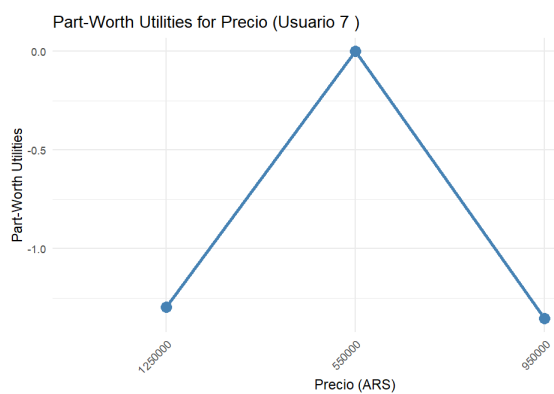 Part-Worth Utilities for Precio (Usuario 7 )
Part-Worth Utilities
0.0
-0.5
-1.0
1250000
550000
950000
Precio (ARS)